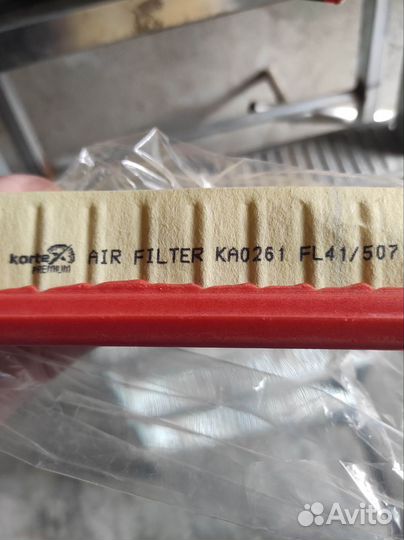 korteX PREMIUM AIR FILTER KA0261 FL41/507
Avito